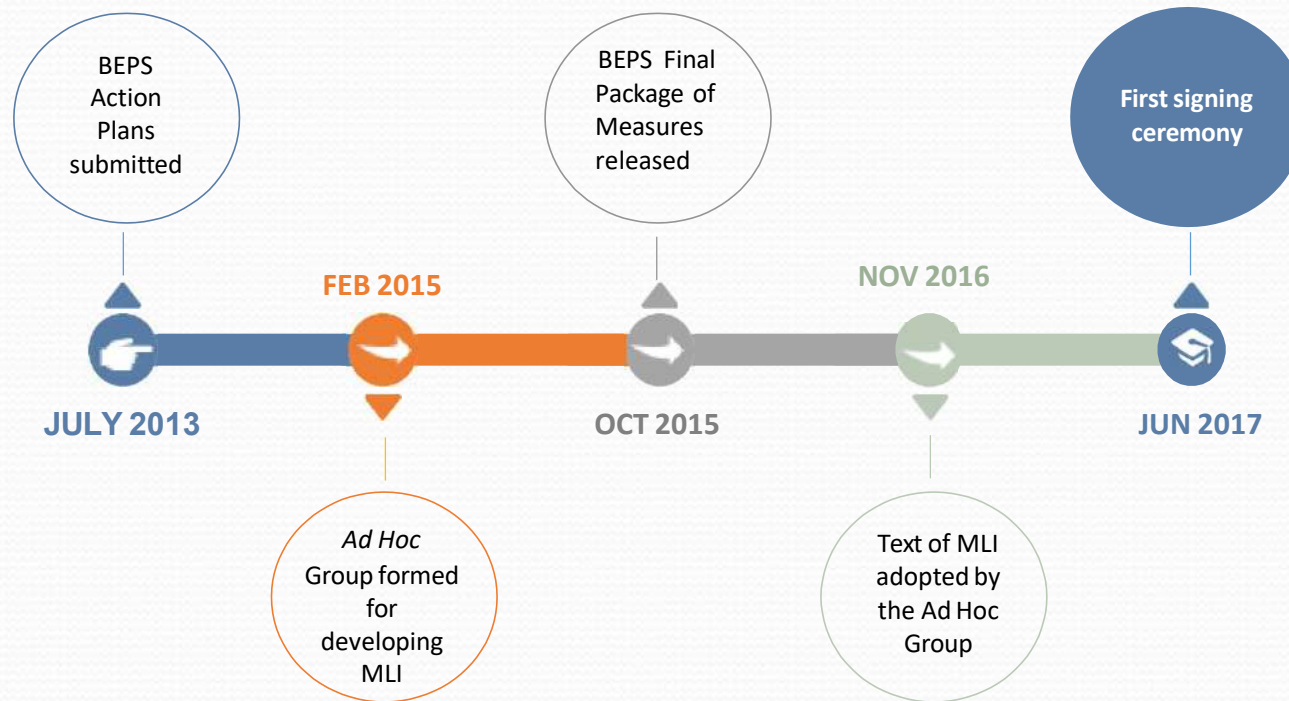 BEPS
Action
Plans
submitted
BEPS Final
Package of
Measures
released
First signing
ceremony
FEB 2015
NOV 2016
JULY 2013
OCT 2015
JUN 2017
Ad Hoc
Group formed
for
developing
MLI
Text of MLI
adopted by
the Ad Hoc
Group